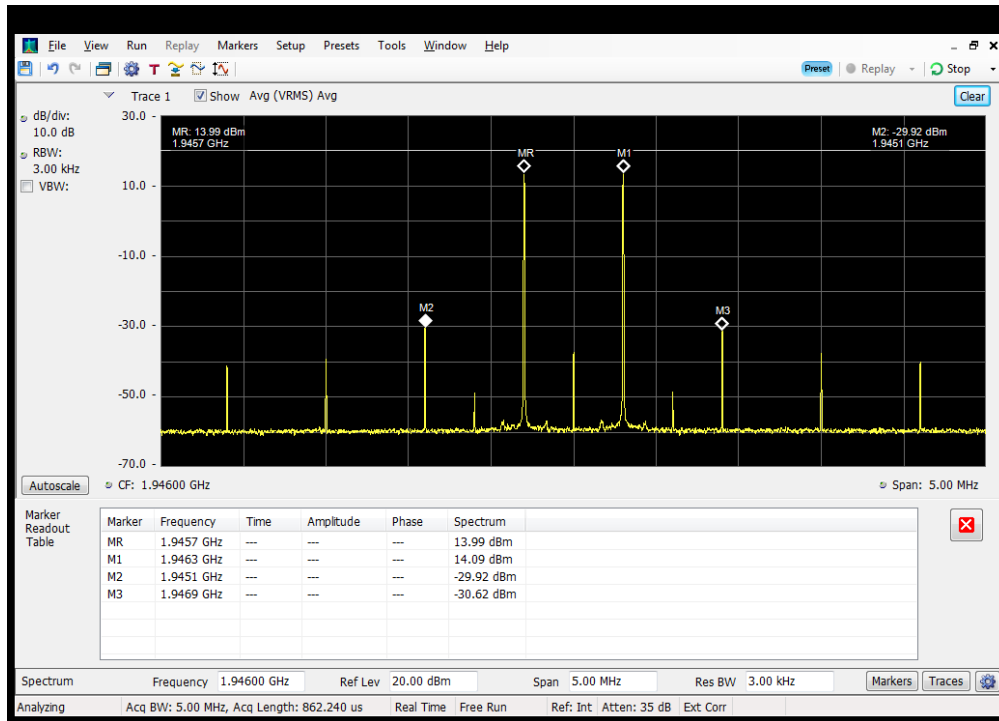 File View Run Replay Markers Setup Presets Tools Window Help
T Preset Replay Stop
Trace 1 Show Avg (VRMS) Avg Clear
dB/div:
10.0 dB
RBW:
3.00 kHz
VBW:
30.0
10.0
-10.0
-30.0
-50.0
-70.0
MR: 13.99 dBm
1.9457 GHz
M2: -29.92 dBm
1.9451 GHz
MR
M1
M2
M3
Autoscale CF: 1.94600 GHz Span: 5.00 MHz
Marker
Readout
Table
Marker Frequency Time Amplitude Phase Spectrum
MR 1.9457 GHz --- --- --- 13.99 dBm
M1 1.9463 GHz --- --- --- 14.09 dBm
M2 1.9451 GHz --- --- --- -29.92 dBm
M3 1.9469 GHz --- --- --- -30.62 dBm
Spectrum Frequency 1.94600 GHz Ref Lev 20.00 dBm Span 5.00 MHz Res BW 3.00 kHz Markers Traces
Analyzing Acq BW: 5.00 MHz, Acq Length: 862.240 us Real Time Free Run Ref: Int Atten: 35 dB Ext Corr